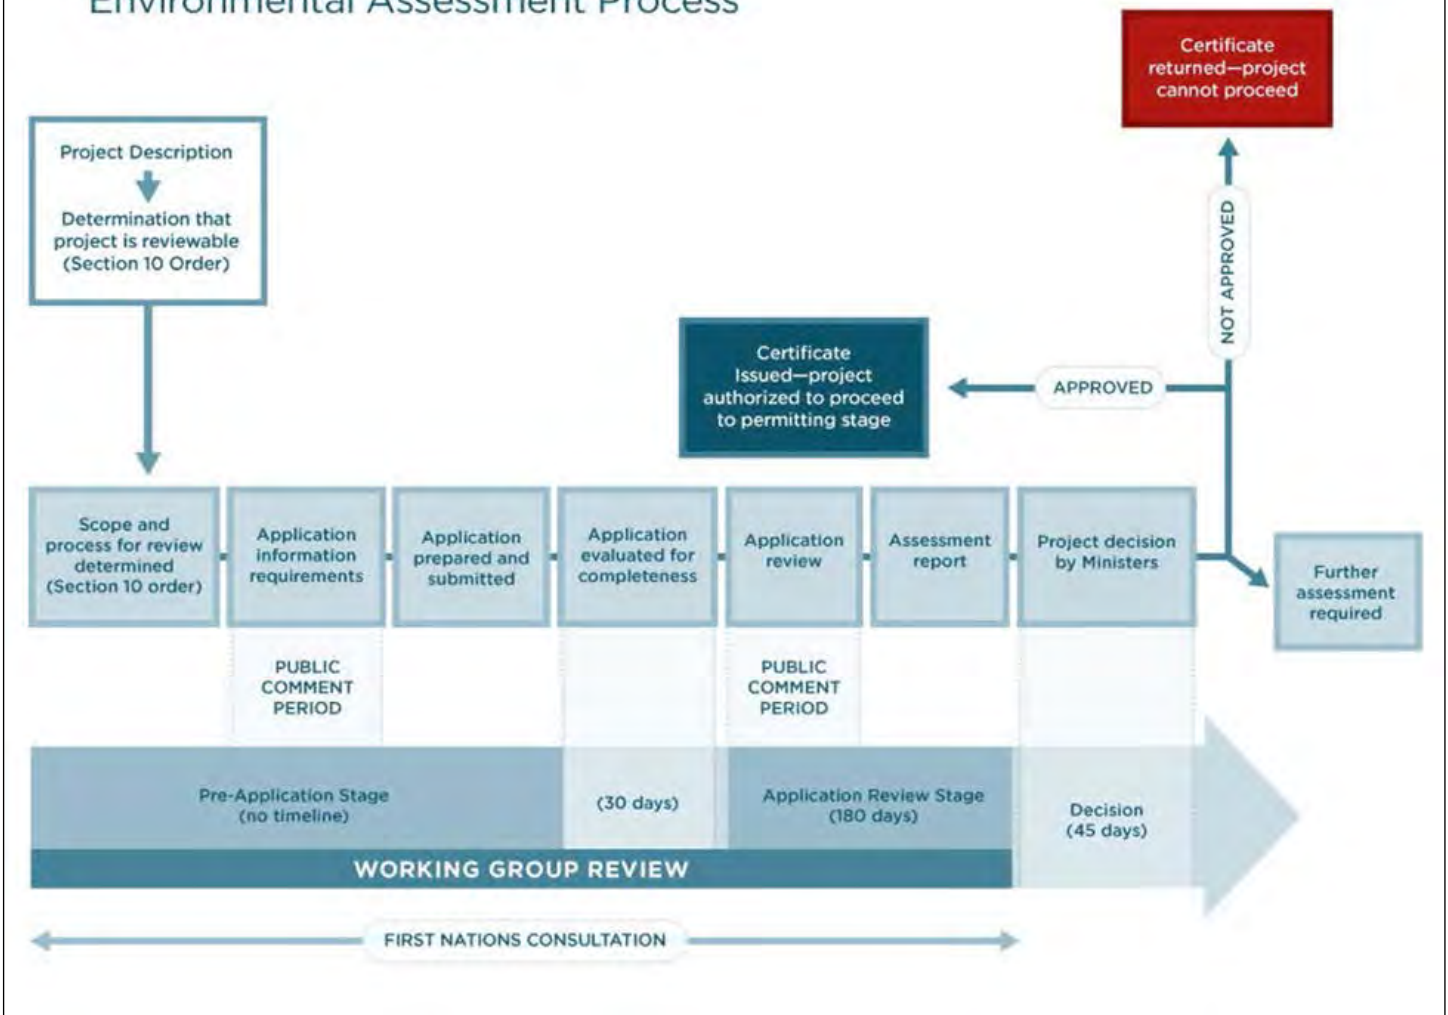 Environmental Assessment Process
Certificate
returned—project
cannot proceed
Project Description
Determination that
project is reviewable
(Section 10 Order)
NOT APPROVED
Certificate
Issued—project
authorized to proceed
to permitting stage
APPROVED
Scope and
process for review
determined
(Section 10 order)
Application
information
requirements
Application
prepared and
submitted
Application
evaluated for
completeness
Application
review
Assessment
report
Project decision
by Ministers
Further
assessment
required
PUBLIC
COMMENT
PERIOD
PUBLIC
COMMENT
PERIOD
Pre-Application Stage
(no timeline)
(30 days)
Application Review Stage
(180 days)
Decision
(45 days)
WORKING GROUP REVIEW
FIRST NATIONS CONSULTATION